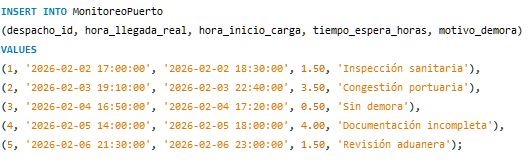 INSERT INTO MonitoreoPuerto
(despacho_id, hora_llegada_real, hora_inicio_carga, tiempo_espera_horas, motivo_demora)
VALUES
(1, '2026-02-02 17:00:00', '2026-02-02 18:30:00', 1.50, 'Inspección sanitaria'),
(2, '2026-02-03 19:10:00', '2026-02-03 22:40:00', 3.50, 'Congestión portuaria'),
(3, '2026-02-04 16:50:00', '2026-02-04 17:20:00', 0.50, 'Sin demora'),
(4, '2026-02-05 14:00:00', '2026-02-05 18:00:00', 4.00, 'Documentación incompleta'),
(5, '2026-02-06 21:30:00', '2026-02-06 23:00:00', 1.50, 'Revisión aduanera');